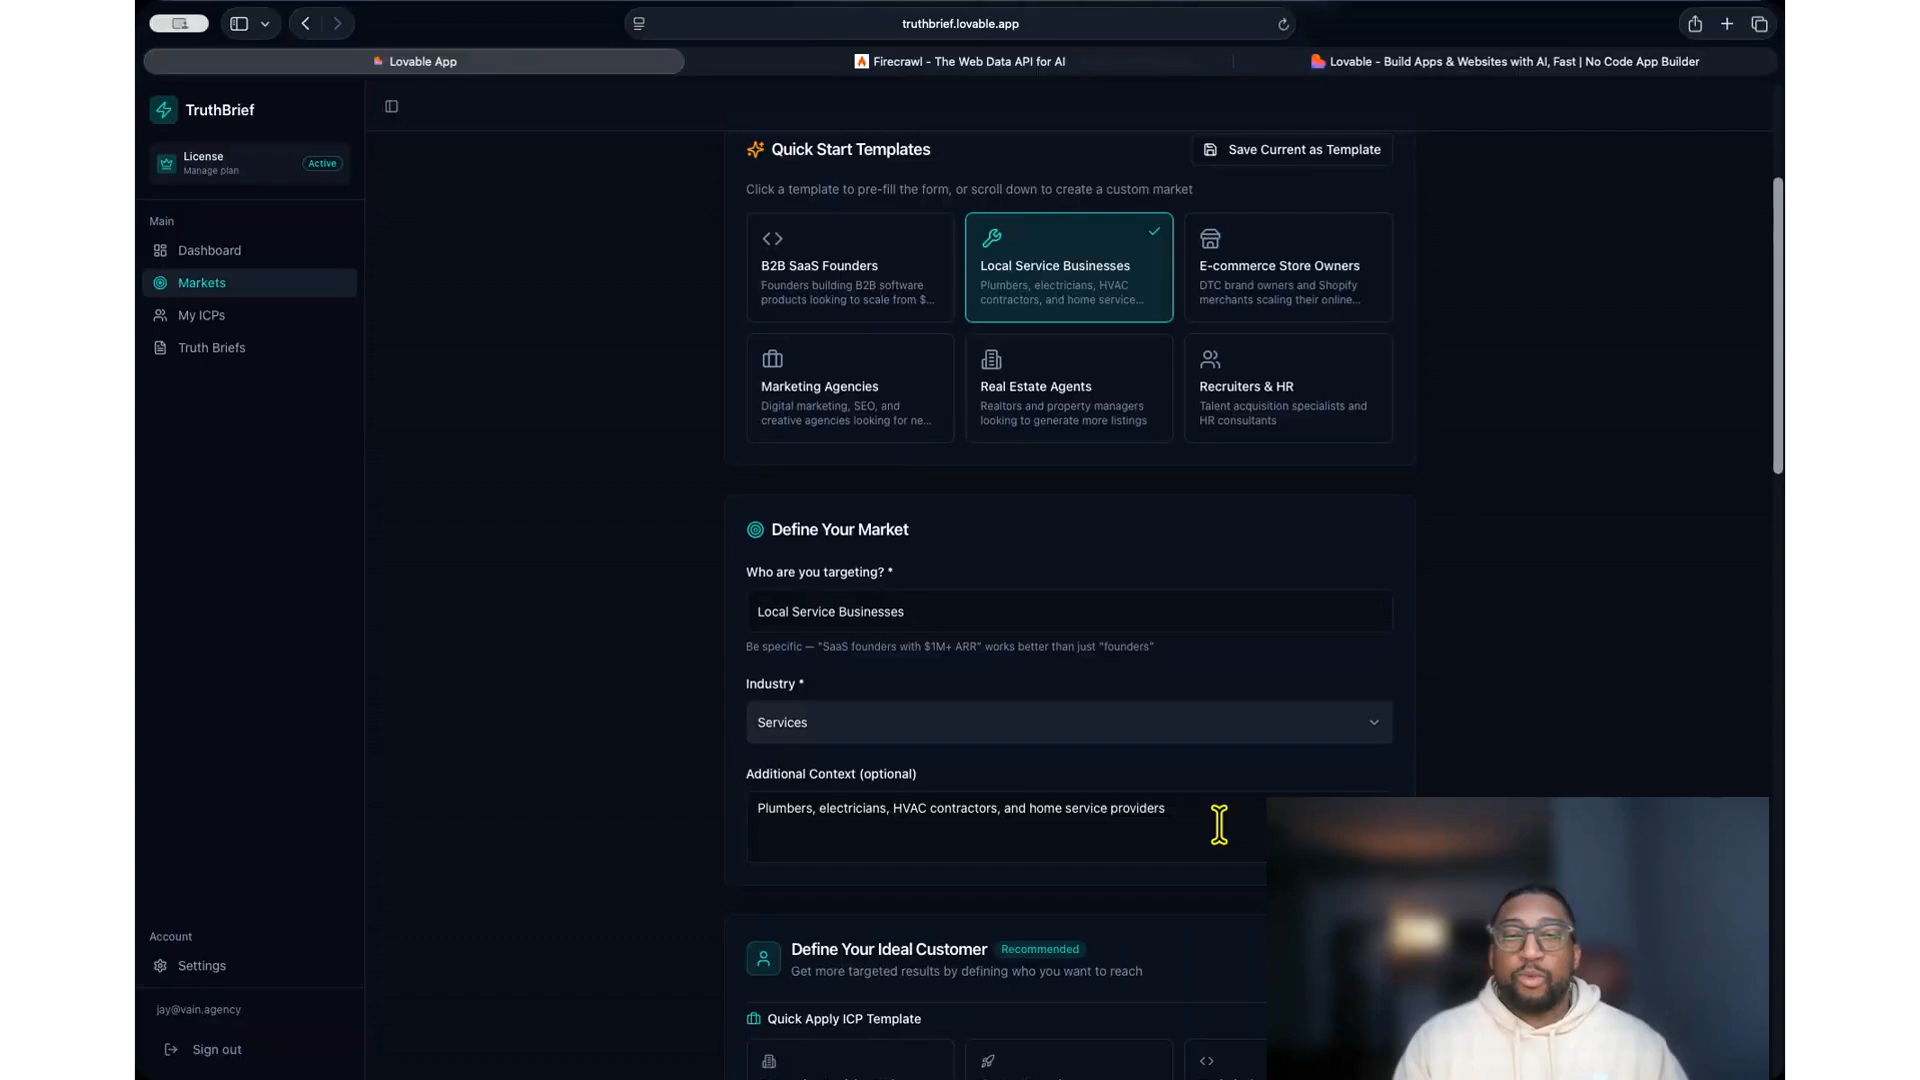 truthbrief.lovable.app
Lovable App
Firecrawl - The Web Data API for AI
Lovable - Build Apps & Websites with AI, Fast | No Code App Builder
TruthBrief
License
Manage plan
Active
Main
Dashboard
Markets
My ICPs
Truth Briefs
Account
Settings
jay@vain.agency
Sign out
Quick Start Templates
Save Current as Template
Click a template to pre-fill the form, or scroll down to create a custom market
B2B SaaS Founders
Founders building B2B software
products looking to scale from $...
Local Service Businesses
Plumbers, electricians, HVAC
contractors, and home service...
E-commerce Store Owners
DTC brand owners and Shopify
merchants scaling their online...
Marketing Agencies
Digital marketing, SEO, and
creative agencies looking for ne...
Real Estate Agents
Realtors and property managers
looking to generate more listings
Recruiters & HR
Talent acquisition specialists and
HR consultants
Define Your Market
Who are you targeting? *
Local Service Businesses
Be specific — "SaaS founders with $1M+ ARR" works better than just "founders"
Industry *
Services
Additional Context (optional)
Plumbers, electricians, HVAC contractors, and home service providers
Define Your Ideal Customer
Recommended
Get more targeted results by defining who you want to reach
Quick Apply ICP Template